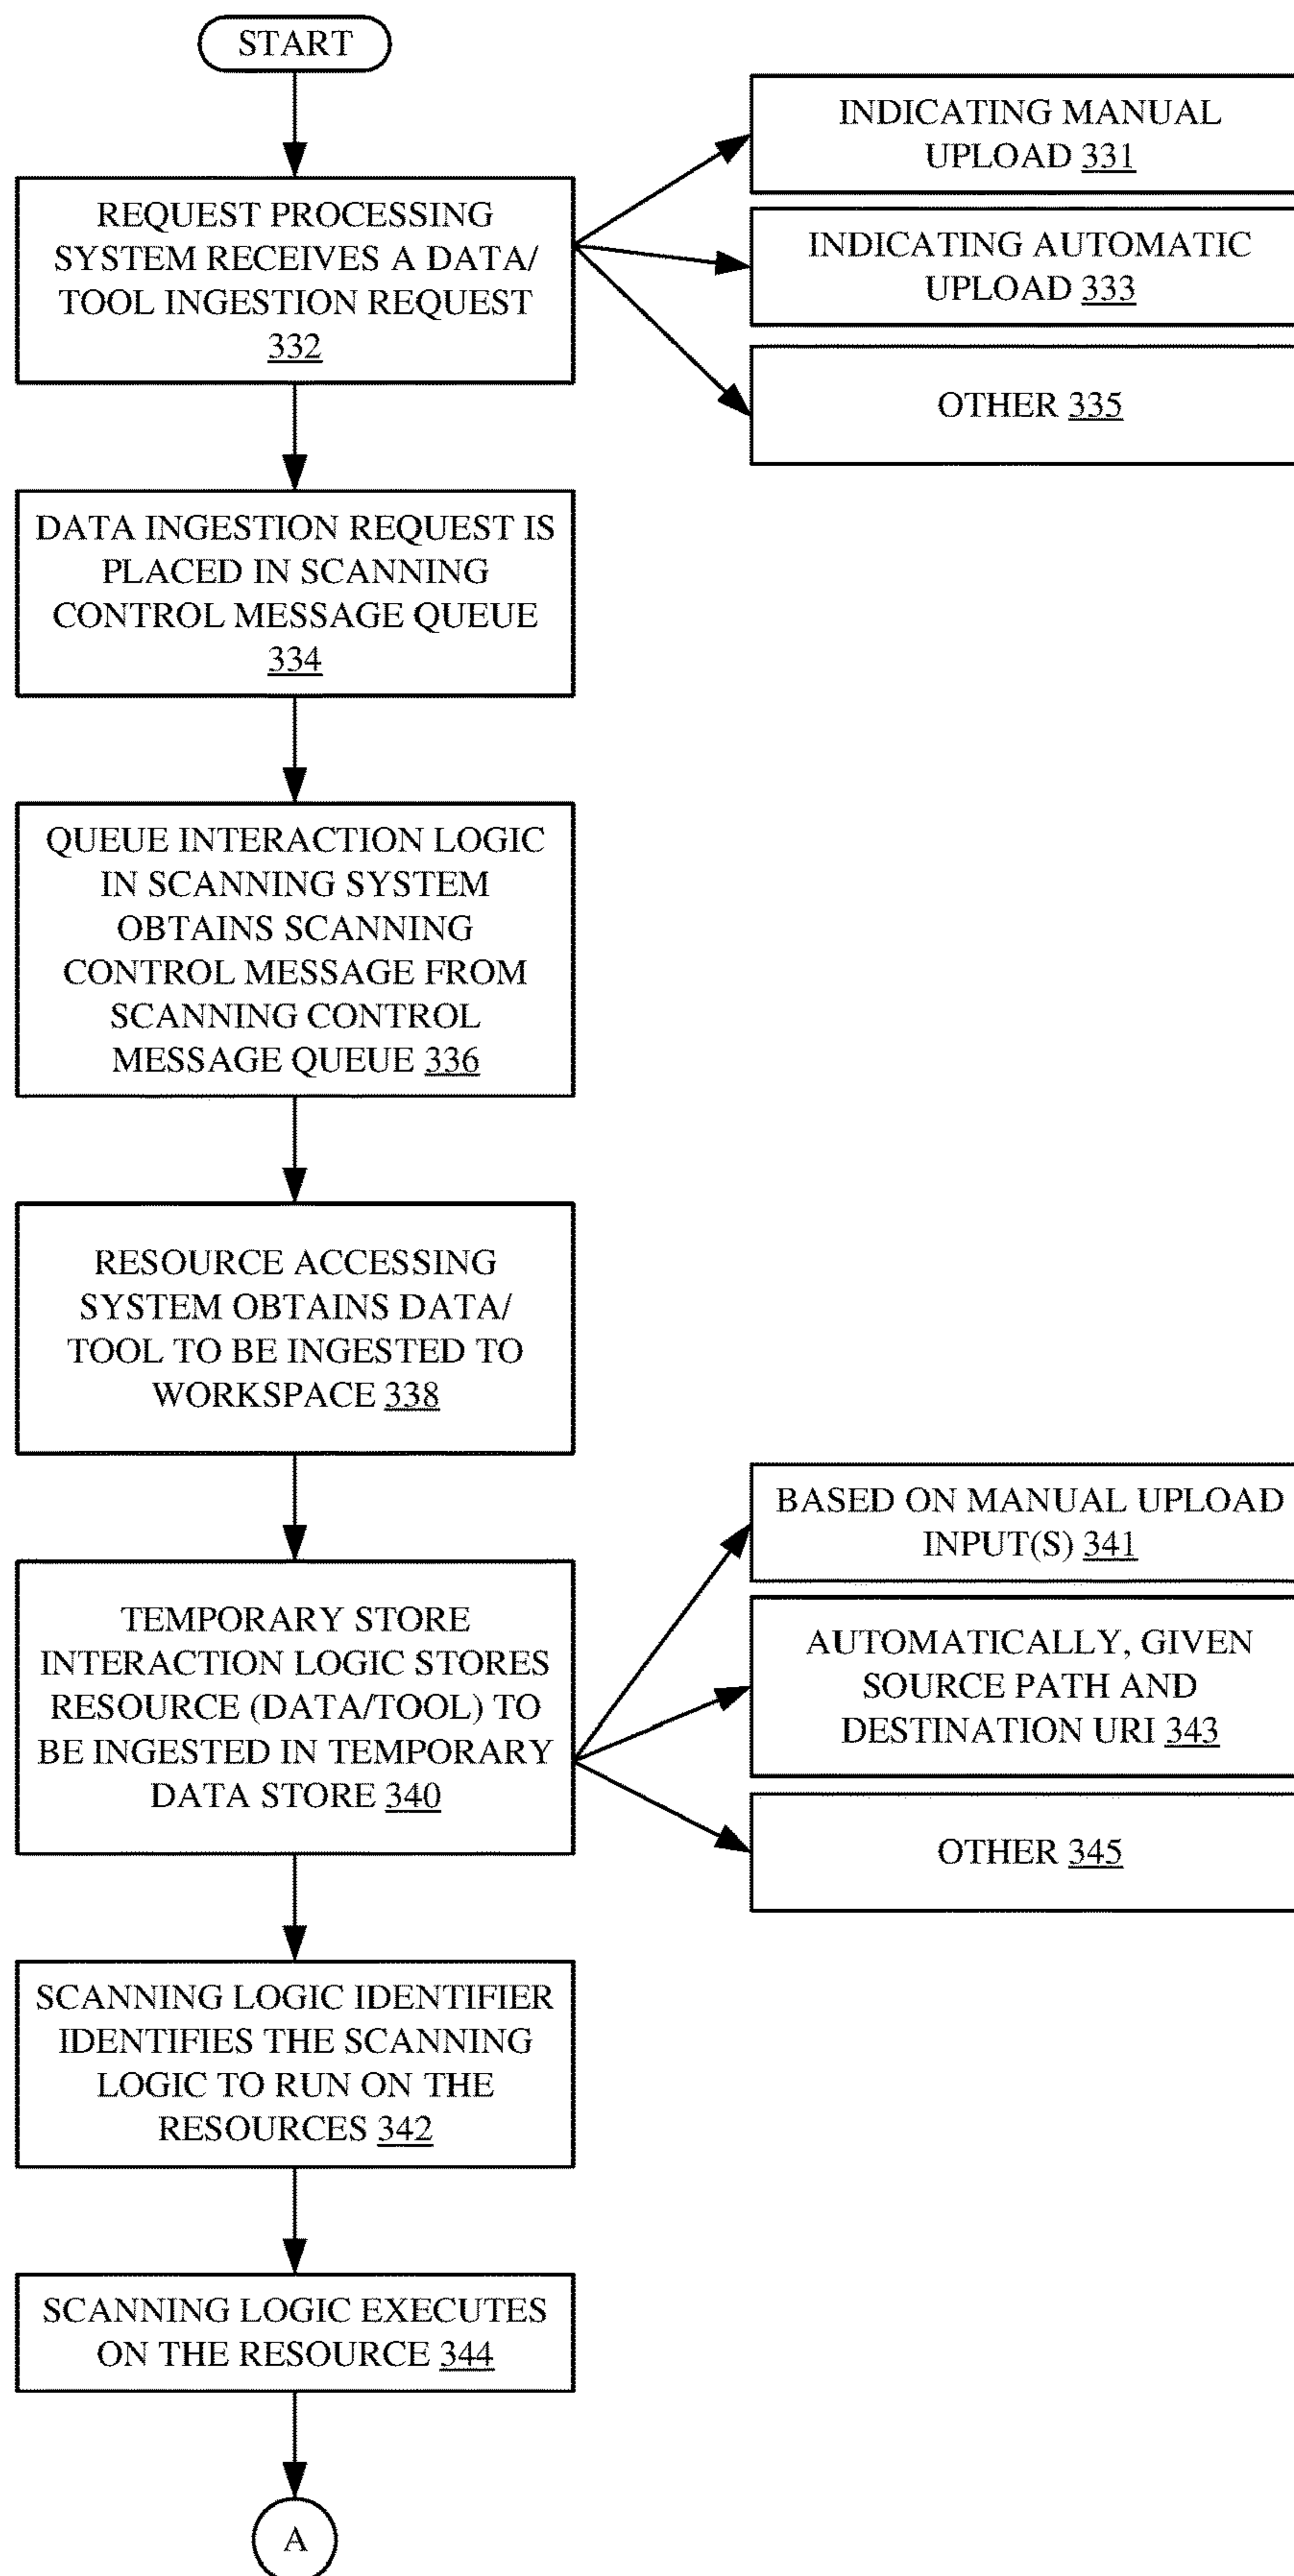 START
REQUEST PROCESSING
SYSTEM RECEIVES A DATA/
TOOL INGESTION REQUEST
332
INDICATING MANUAL
UPLOAD 331
INDICATING AUTOMATIC
UPLOAD 333
OTHER 335
DATA INGESTION REQUEST IS
PLACED IN SCANNING
CONTROL MESSAGE QUEUE
334
QUEUE INTERACTION LOGIC
IN SCANNING SYSTEM
OBTAINS SCANNING
CONTROL MESSAGE FROM
SCANNING CONTROL
MESSAGE QUEUE 336
RESOURCE ACCESSING
SYSTEM OBTAINS DATA/
TOOL TO BE INGESTED TO
WORKSPACE 338
TEMPORARY STORE
INTERACTION LOGIC STORES
RESOURCE (DATA/TOOL) TO
BE INGESTED IN TEMPORARY
DATA STORE 340
BASED ON MANUAL UPLOAD
INPUT(S) 341
AUTOMATICALLY, GIVEN
SOURCE PATH AND
DESTINATION URI 343
OTHER 345
SCANNING LOGIC IDENTIFIER
IDENTIFIES THE SCANNING
LOGIC TO RUN ON THE
RESOURCES 342
SCANNING LOGIC EXECUTES
ON THE RESOURCE 344
A